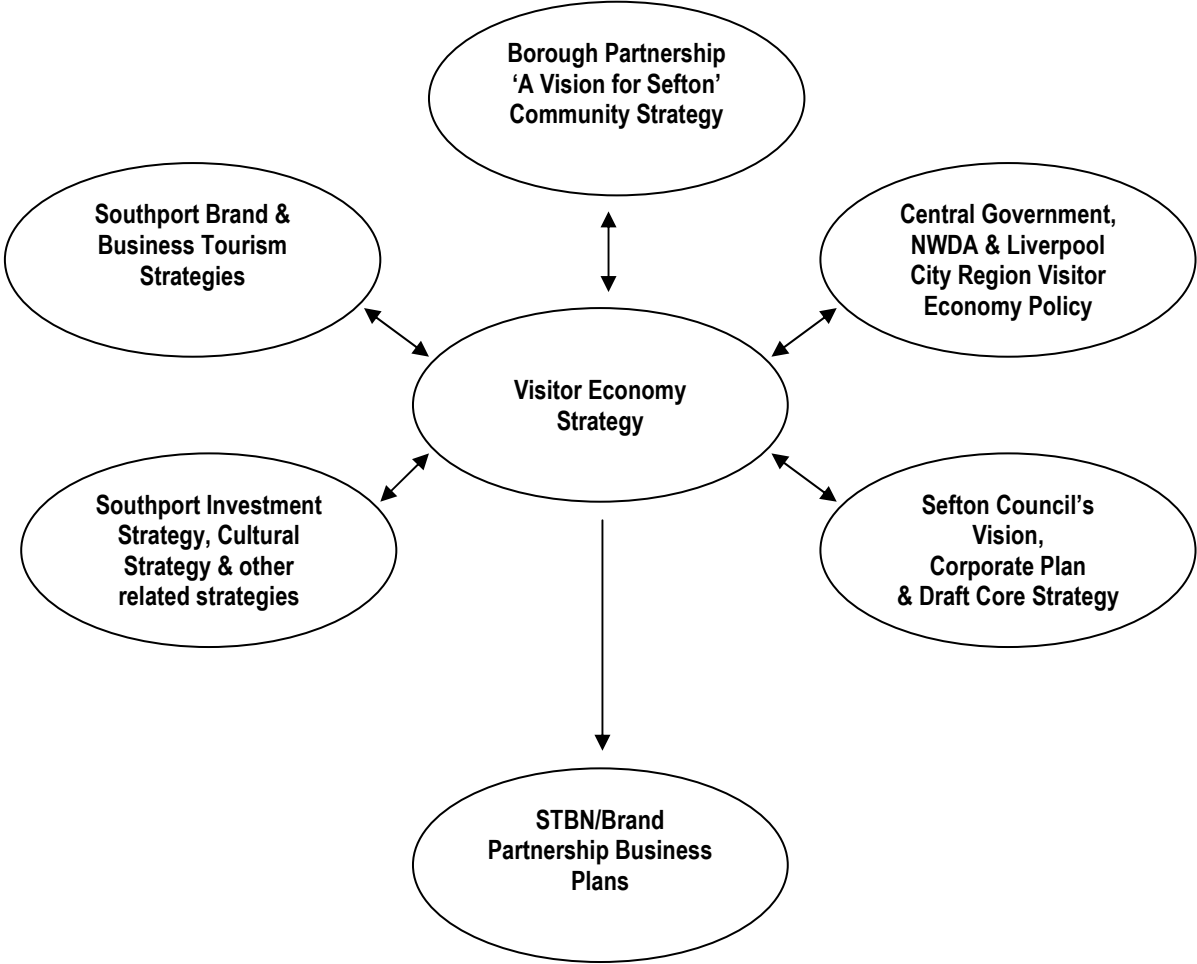 Borough Partnership
‘A Vision for Sefton’
Community Strategy
Southport Brand &
Business Tourism
Strategies
Central Government,
NWDA & Liverpool
City Region Visitor
Economy Policy
Visitor Economy
Strategy
Southport Investment
Strategy, Cultural
Strategy & other
related strategies
Sefton Council’s
Vision,
Corporate Plan
& Draft Core Strategy
STBN/Brand
Partnership Business
Plans